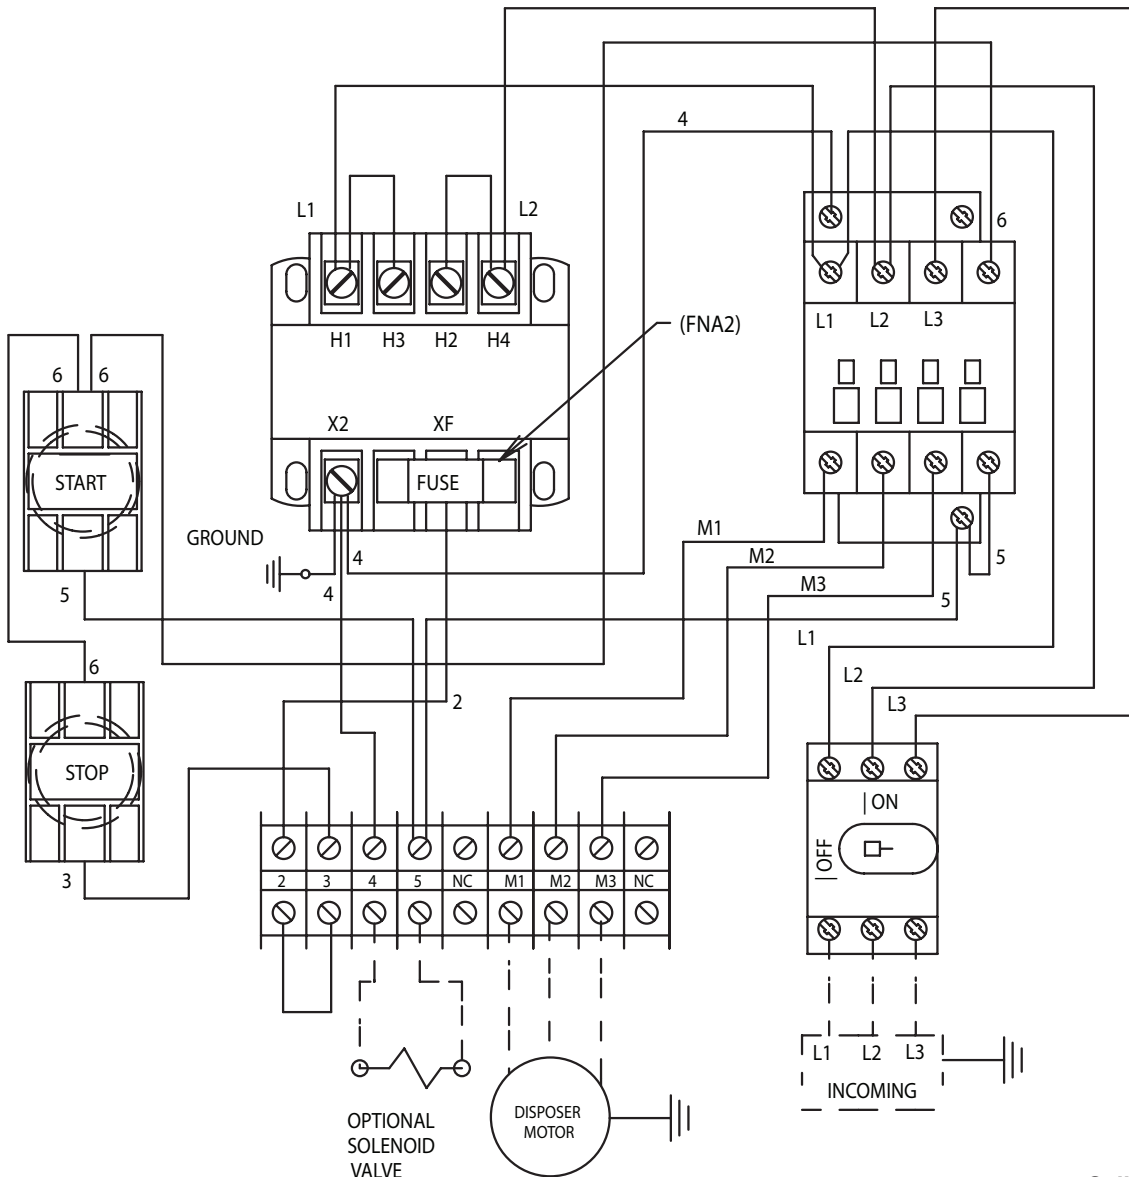 4
L1
L2
6
(FNA2)
L1
L2
L3
H1
H3
H2
H4
6
6
X2
XF
START
FUSE
GROUND
M1
M2
4
5
M3
5
4
5
L1
6
L2
2
L3
STOP
| ON
|OFF
3
2
3
4
5
NC
M1
M2
M3
NC
L1
L2
L3
INCOMING
OPTIONAL
SOLENOID
VALVE
DISPOSER
MOTOR